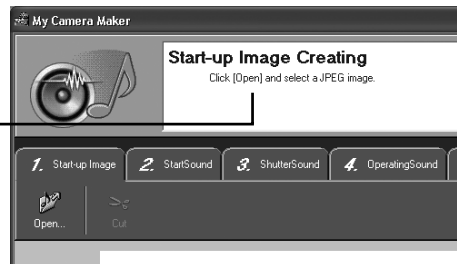 My Camera Maker
Start-up Image Creating
Click [Open] and select a JPEG image.
1. Start-up Image 2. StartSound 3. ShutterSound 4. OperatingSound
Open... Cut